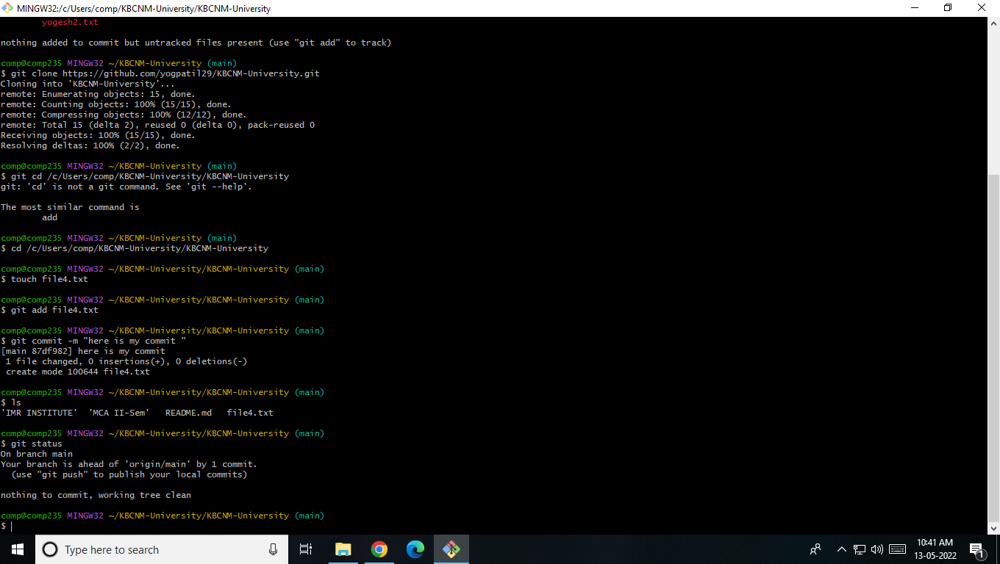 MINGW32:/c/Users/comp/KBCNM-University/KBCNM-University
yogesh2.txt
nothing added to commit but untracked files present (use "git add" to track)
comp@comp235 MINGW32 ~/KBCNM-University (main)
$ git clone https://github.com/yogpatil29/KBCNM-University.git
Cloning into 'KBCNM-University'...
remote: Enumerating objects: 15, done.
remote: Counting objects: 100% (15/15), done.
remote: Compressing objects: 100% (12/12), done.
remote: Total 15 (delta 2), reused 0 (delta 0), pack-reused 0
Receiving objects: 100% (15/15), done.
Resolving deltas: 100% (2/2), done.
comp@comp235 MINGW32 ~/KBCNM-University (main)
$ git cd /c/Users/comp/KBCNM-University/KBCNM-University
git: 'cd' is not a git command. See 'git --help'.
The most similar command is
add
comp@comp235 MINGW32 ~/KBCNM-University (main)
$ cd /c/Users/comp/KBCNM-University/KBCNM-University
comp@comp235 MINGW32 ~/KBCNM-University/KBCNM-University (main)
$ touch file4.txt
comp@comp235 MINGW32 ~/KBCNM-University/KBCNM-University (main)
$ git add file4.txt
comp@comp235 MINGW32 ~/KBCNM-University/KBCNM-University (main)
$ git commit -m "here is my commit "
[main 87df982] here is my commit
1 file changed, 0 insertions(+), 0 deletions(-)
create mode 100644 file4.txt
comp@comp235 MINGW32 ~/KBCNM-University/KBCNM-University (main)
$ ls
'IMR INSTITUTE'  'MCA II-Sem'   README.md   file4.txt
comp@comp235 MINGW32 ~/KBCNM-University/KBCNM-University (main)
$ git status
On branch main
Your branch is ahead of 'origin/main' by 1 commit.
(use "git push" to publish your local commits)
nothing to commit, working tree clean
comp@comp235 MINGW32 ~/KBCNM-University/KBCNM-University (main)
$
Type here to search
10:41 AM
13-05-2022
1